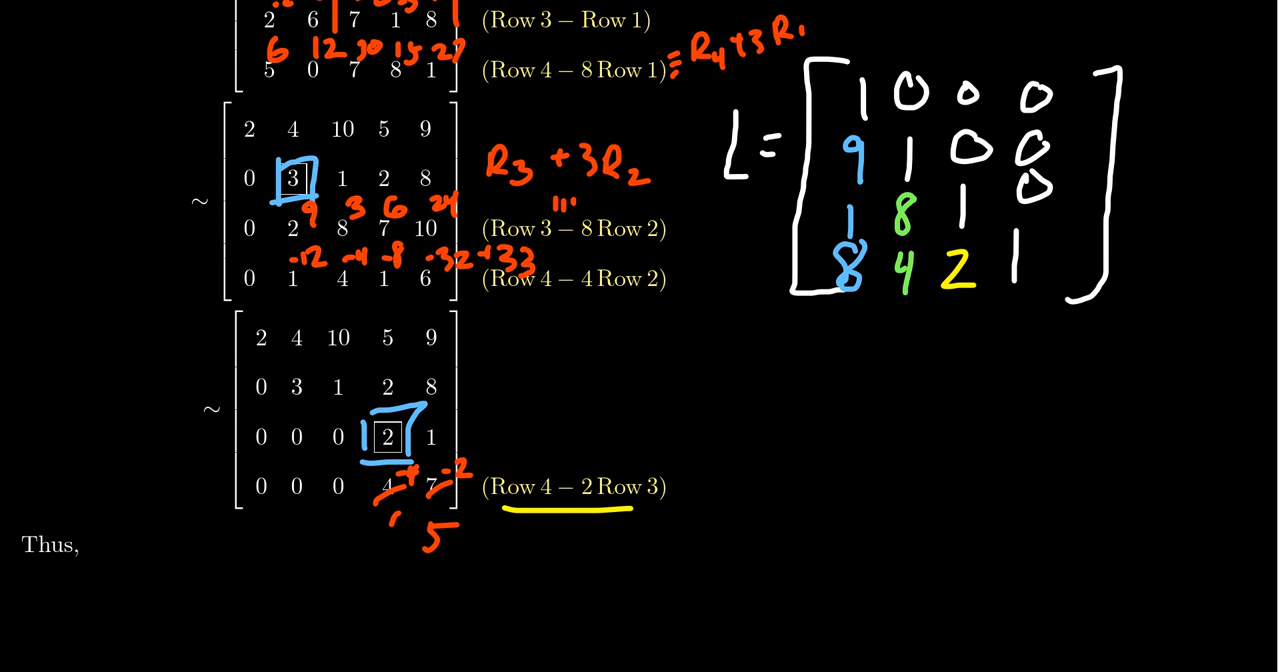 2 6 7 1 8 (Row 3 − Row 1)
6 12 30 15 27
5 0 7 8 1 (Row 4 − 8 Row 1) ≡ R4 + 3 R1
2 4 10 5 9
0 3 1 2 8 R3 + 3R2
9 3 6 24
~
0 2 8 7 10 (Row 3 − 8 Row 2)
-12 -4 -8 -32 +33
0 1 4 1 6 (Row 4 − 4 Row 2)
2 4 10 5 9
0 3 1 2 8
~
0 0 0 2 1
-4 -2
0 0 0 4 7 (Row 4 − 2 Row 3)
5
Thus,
L =
1 0 0 0
9 1 0 0
1 8 1 0
8 4 2 1